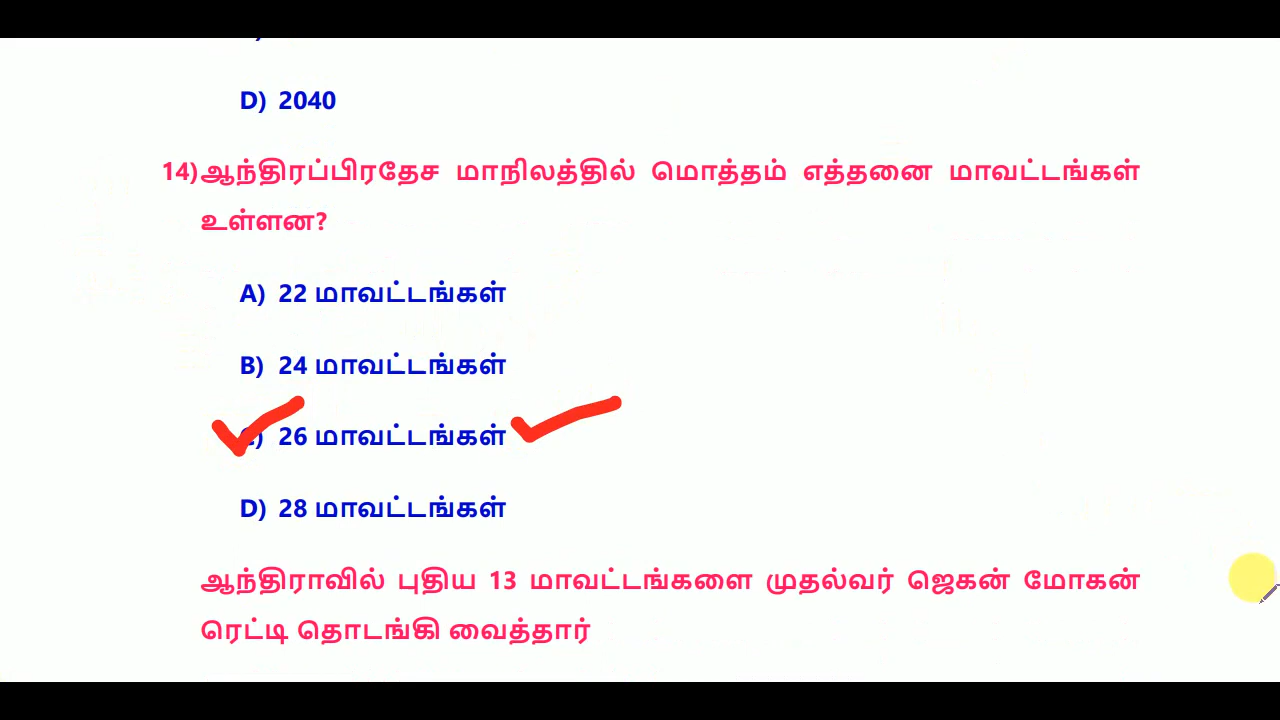 D) 2040
14)ஆந்திரப்பிரதேச மாநிலத்தில் மொத்தம் எத்தனை மாவட்டங்கள்
உள்ளன?
A) 22 மாவட்டங்கள்
B) 24 மாவட்டங்கள்
C) 26 மாவட்டங்கள்
D) 28 மாவட்டங்கள்
ஆந்திராவில் புதிய 13 மாவட்டங்களை முதல்வர் ஜெகன் மோகன்
ரெட்டி தொடங்கி வைத்தார்